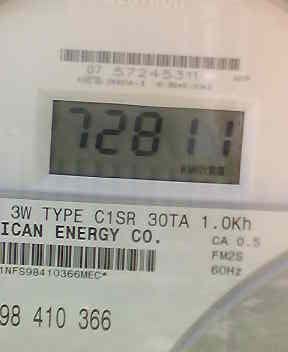 07 57245311
72811
3W TYPE C1SR 30TA 1.0Kh
ICAN ENERGY CO.
CA 0.5
FM2S
60Hz
1NFS98410366MEC*
98 410 366